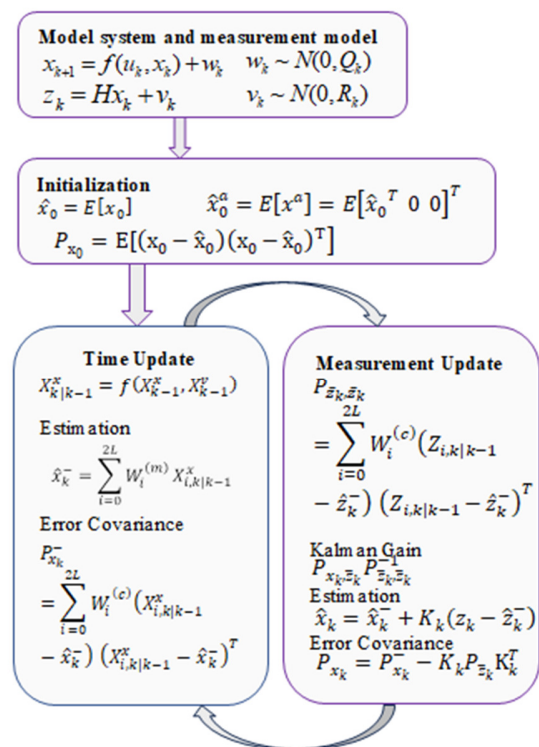 Model system and measurement model
x_{k+1} = f(u_k, x_k) + w_k    w_k ~ N(0, Q_k)
z_k = Hx_k + v_k    v_k ~ N(0, R_k)
Initialization
x̂_0 = E[x_0]    x̂_0^a = E[x^a] = E[x̂_0^T 0 0]^T
P_{x_0} = E[(x_0 − x̂_0)(x_0 − x̂_0)^T]
Time Update
X^x_{k|k−1} = f(X^x_{k−1}, X^v_{k−1})
Estimation
x̂_k^− = ∑_{i=0}^{2L} W_i^{(m)} X^x_{i,k|k−1}
Error Covariance
P^−_{x_k}
= ∑_{i=0}^{2L} W_i^{(c)} (X^x_{i,k|k−1}
− x̂_k^−) (X^x_{i,k|k−1} − x̂_k^−)^T
Measurement Update
P_{z̄_k,z̄_k}
= ∑_{i=0}^{2L} W_i^{(c)} (Z_{i,k|k−1}
− ẑ_k^−) (Z_{i,k|k−1} − ẑ_k^−)^T
Kalman Gain
P_{x_k,z̄_k} P^{−1}_{z̄_k,z̄_k}
Estimation
x̂_k = x̂_k^− + K_k(z_k − ẑ_k^−)
Error Covariance
P_{x_k} = P^−_{x_k} − K_k P_{z̄_k} K_k^T